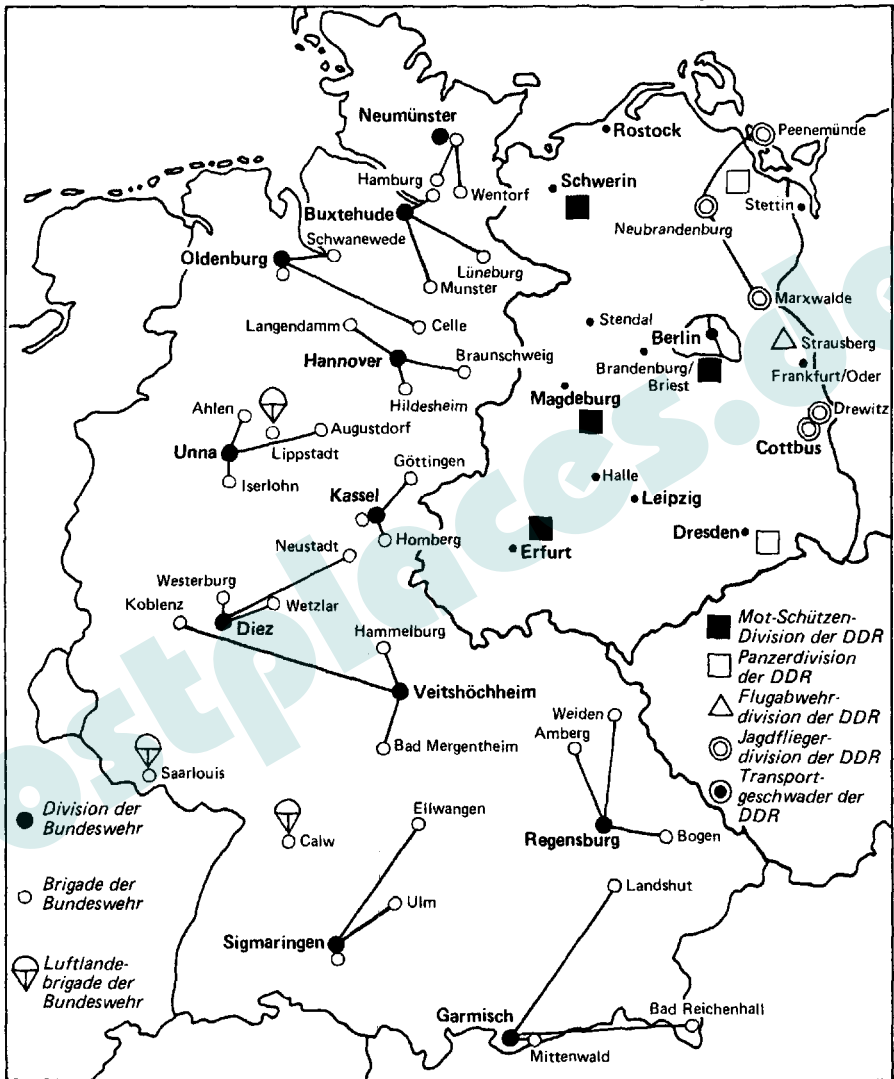 Neumünster
Rostock
Peenemünde
Schwerin
Hamburg
Wentorf
Stettin
Buxtehude
Neubrandenburg
Schwanewede
Oldenburg
Lüneburg
Munster
Marxwalde
Langendamm
Celle
Stendal
Berlin
Strausberg
Hannover
Braunschweig
Brandenburg/
Briest
Frankfurt/Oder
Magdeburg
Hildesheim
Ahlen
Drewitz
Augustdorf
Cottbus
Unna
Lippstadt
Göttingen
Iserlohn
Halle
Kassel
Leipzig
Homberg
Dresden
Neustadt
Erfurt
Westerburg
Koblenz
Wetzlar
Diez
Hammelburg
Mot-Schützen-
Division der DDR
Panzerdivision
der DDR
Flugabwehr-
division der DDR
Jagdflieger-
division der DDR
Transport-
geschwader der
DDR
Veitshöchheim
Weiden
Amberg
Bad Mergentheim
Saarlouis
Division der
Bundeswehr
Ellwangen
Calw
Regensburg
Bogen
Brigade der
Bundeswehr
Landshut
Ulm
Sigmaringen
Luftlande-
brigade der
Bundeswehr
Garmisch
Bad Reichenhall
Mittenwald
ostplaces.de